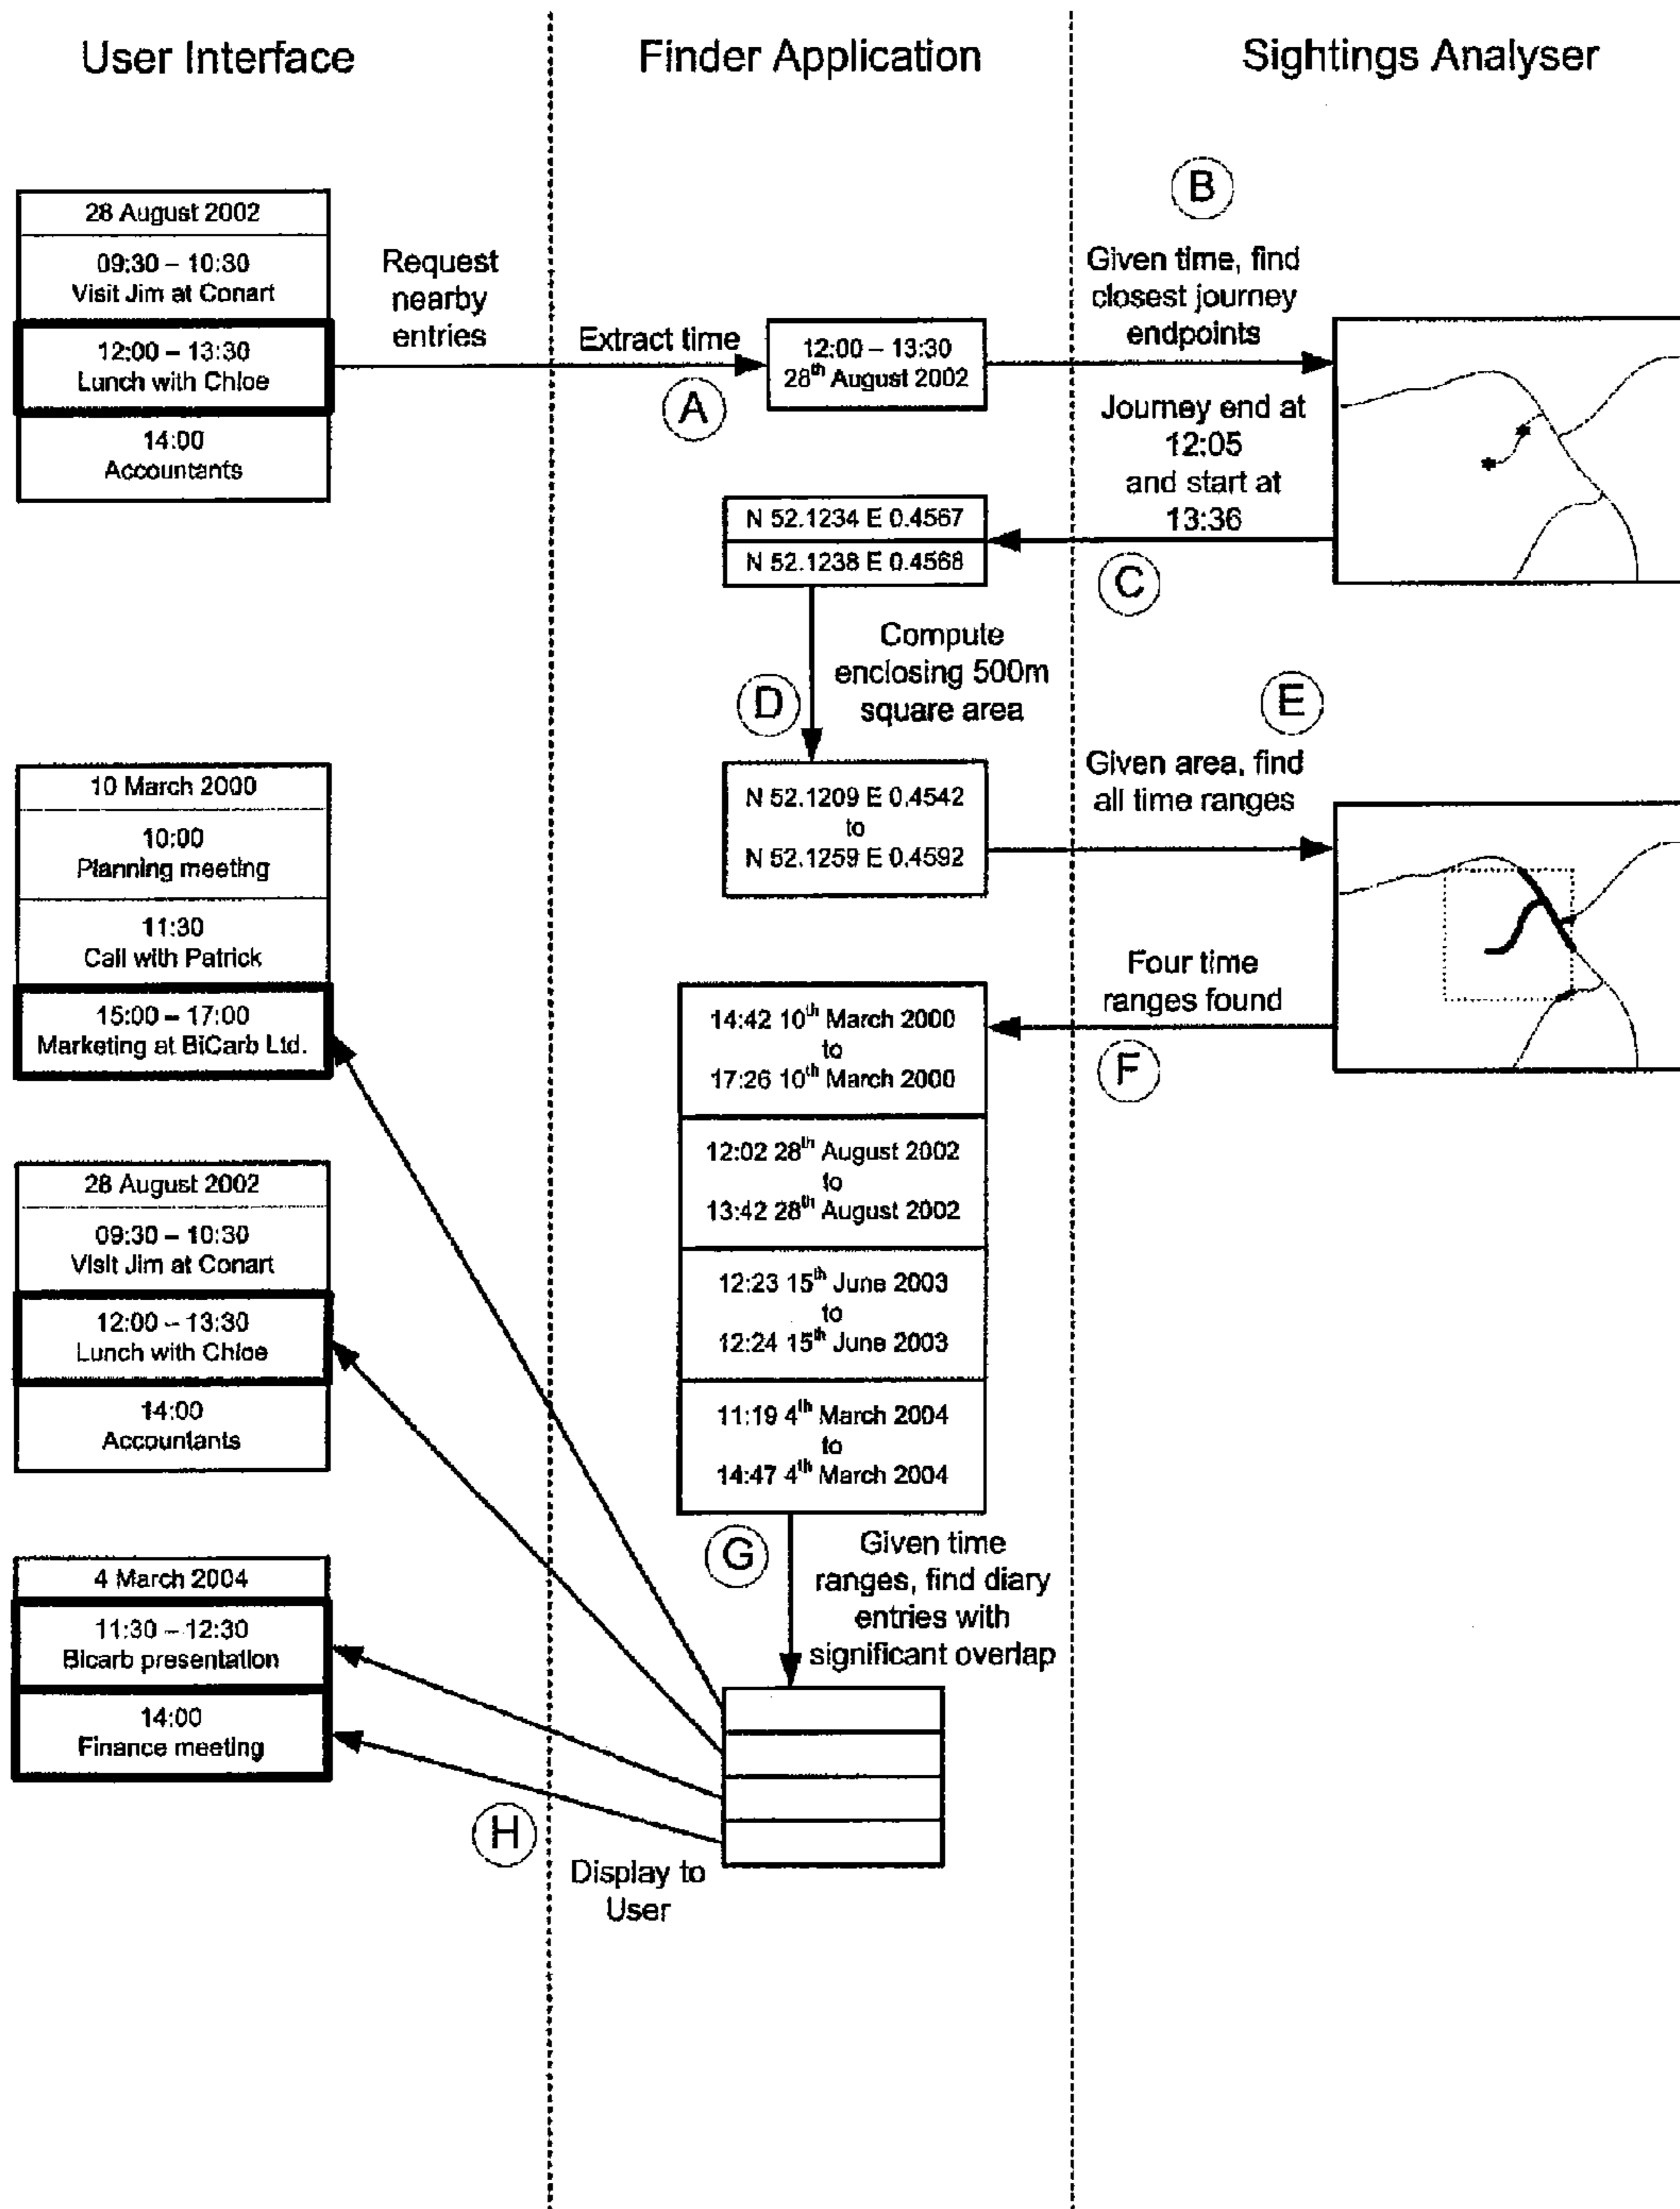 User Interface
Finder Application
Sightings Analyser
28 August 2002
09:30 – 10:30
Visit Jim at Conart
12:00 – 13:30
Lunch with Chloe
14:00
Accountants
Request
nearby
entries
Extract time
A
12:00 – 13:30
28th August 2002
B
Given time, find
closest journey
endpoints
Journey end at
12:05
and start at
13:36
C
N 52.1234 E 0.4567
N 52.1238 E 0.4568
D
Compute
enclosing 500m
square area
N 52.1209 E 0.4542
to
N 52.1259 E 0.4592
E
Given area, find
all time ranges
Four time
ranges found
F
14:42 10th March 2000
to
17:26 10th March 2000
12:02 28th August 2002
to
13:42 28th August 2002
12:23 15th June 2003
to
12:24 15th June 2003
11:19 4th March 2004
to
14:47 4th March 2004
G
Given time
ranges, find diary
entries with
significant overlap
10 March 2000
10:00
Planning meeting
11:30
Call with Patrick
15:00 – 17:00
Marketing at BiCarb Ltd.
28 August 2002
09:30 – 10:30
Visit Jim at Conart
12:00 – 13:30
Lunch with Chloe
14:00
Accountants
4 March 2004
11:30 – 12:30
Bicarb presentation
14:00
Finance meeting
H
Display to
User